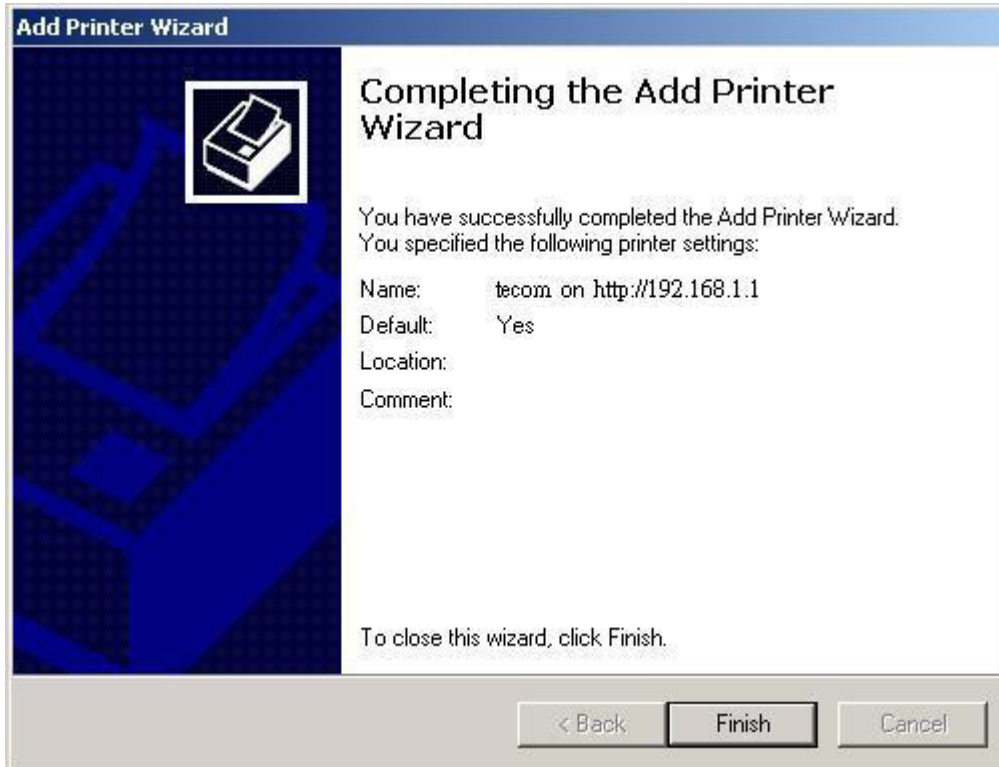 Add Printer Wizard
Completing the Add Printer
Wizard
You have successfully completed the Add Printer Wizard.
You specified the following printer settings:
Name: tecom on http://192.168.1.1
Default: Yes
Location:
Comment:
To close this wizard, click Finish.
< Back Finish Cancel